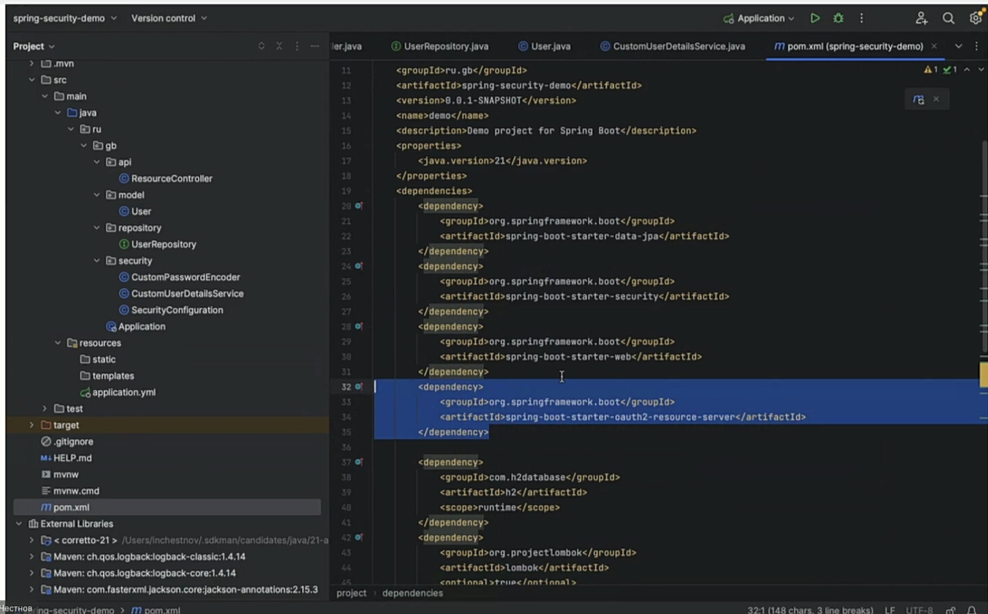 spring-security-demo Version control Application
Project
ler.java UserRepository.java User.java CustomUserDetailsService.java pom.xml (spring-security-demo)
.mvn
src
main
java
ru
gb
api
ResourceController
model
User
repository
UserRepository
security
CustomPasswordEncoder
CustomUserDetailsService
SecurityConfiguration
Application
resources
static
templates
application.yml
test
target
.gitignore
HELP.md
mvnw
mvnw.cmd
pom.xml
External Libraries
< corretto-21 > /Users/inchestnov/.sdkman/candidates/java/21-a
Maven: ch.qos.logback:logback-classic:1.4.14
Maven: ch.qos.logback:logback-core:1.4.14
Maven: com.fasterxml.jackson.core:jackson-annotations:2.15.3
1 1
11 <groupId>ru.gb</groupId>
12 <artifactId>spring-security-demo</artifactId>
13 <version>0.0.1-SNAPSHOT</version>
14 <name>demo</name>
15 <description>Demo project for Spring Boot</description>
16 <properties>
17 <java.version>21</java.version>
18 </properties>
19 <dependencies>
20 <dependency>
21 <groupId>org.springframework.boot</groupId>
22 <artifactId>spring-boot-starter-data-jpa</artifactId>
23 </dependency>
24 <dependency>
25 <groupId>org.springframework.boot</groupId>
26 <artifactId>spring-boot-starter-security</artifactId>
27 </dependency>
28 <dependency>
29 <groupId>org.springframework.boot</groupId>
30 <artifactId>spring-boot-starter-web</artifactId>
31 </dependency>
32 <dependency>
33 <groupId>org.springframework.boot</groupId>
34 <artifactId>spring-boot-starter-oauth2-resource-server</artifactId>
35 </dependency>
36
37 <dependency>
38 <groupId>com.h2database</groupId>
39 <artifactId>h2</artifactId>
40 <scope>runtime</scope>
41 </dependency>
42 <dependency>
43 <groupId>org.projectlombok</groupId>
44 <artifactId>lombok</artifactId>
45 <optional>true</optional>
project dependencies
Честнов
ring-security-demo pom.xml 32:1 (148 chars, 3 line breaks) LF UTF-8